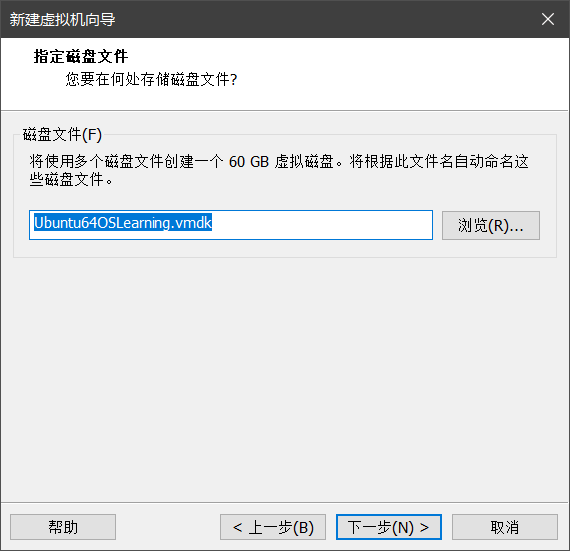 新建虚拟机向导
指定磁盘文件
您要在何处存储磁盘文件?
磁盘文件(F)
将使用多个磁盘文件创建一个 60 GB 虚拟磁盘。将根据此文件名自动命名这
些磁盘文件。
Ubuntu64OSLearning.vmdk
浏览(R)...
帮助
< 上一步(B)
下一步(N) >
取消